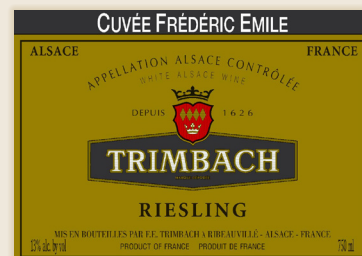 CUVÉE FRÉDÉRIC EMILE
ALSACE FRANCE
APPELLATION ALSACE CONTRÔLÉE
WHITE ALSACE WINE
DEPUIS 1626
TRIMBACH
RIESLING
MIS EN BOUTEILLES PAR F.E. TRIMBACH A RIBEAUVILLÉ - ALSACE - FRANCE
13% alc. by vol PRODUCT OF FRANCE PRODUIT DE FRANCE 750 ml